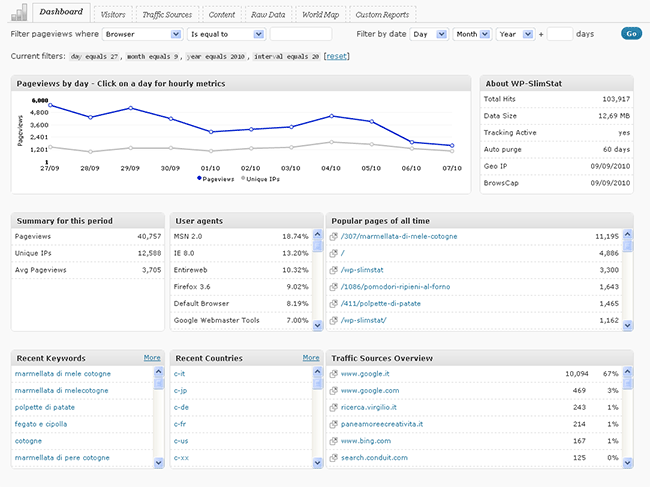 Dashboard Visitors Traffic Sources Content Raw Data World Map Custom Reports
Filter pageviews where Browser Is equal to Filter by date Day Month Year + days Go
Current filters: day equals 27 , month equals 9 , year equals 2010 , interval equals 20 [reset]
Pageviews by day - Click on a day for hourly metrics
Pageviews
6,000
4,800
3,600
2,401
1,201
1
27/09 28/09 29/09 30/09 01/10 02/10 03/10 04/10 05/10 06/10 07/10
Pageviews Unique IPs
About WP-SlimStat
Total Hits 103,917
Data Size 12,69 MB
Tracking Active yes
Auto purge 60 days
Geo IP 09/09/2010
BrowsCap 09/09/2010
Summary for this period
Pageviews 40,757
Unique IPs 12,588
Avg Pageviews 3,705
User agents
MSN 2.0 18.74%
IE 8.0 13.20%
Entireweb 10.32%
Firefox 3.6 9.02%
Default Browser 8.19%
Google Webmaster Tools 7.00%
Popular pages of all time
/307/marmellata-di-mele-cotogne 11,195
/ 4,886
/wp-slimstat 3,300
/1086/pomodori-ripieni-al-forno 1,643
/411/polpette-di-patate 1,465
/wp-slimstat/ 1,162
Recent Keywords More
marmellata di mele cotogne
marmellata di melecotogne
polpette di patate
fegato e cipolla
cotogne
marmellata di pere cotogne
Recent Countries More
c-it
c-jp
c-de
c-fr
c-us
c-xx
Traffic Sources Overview
www.google.it 10,094 67%
www.google.com 469 3%
ricerca.virgilio.it 243 1%
paneamoreecreativita.it 214 1%
www.bing.com 167 1%
search.conduit.com 125 0%